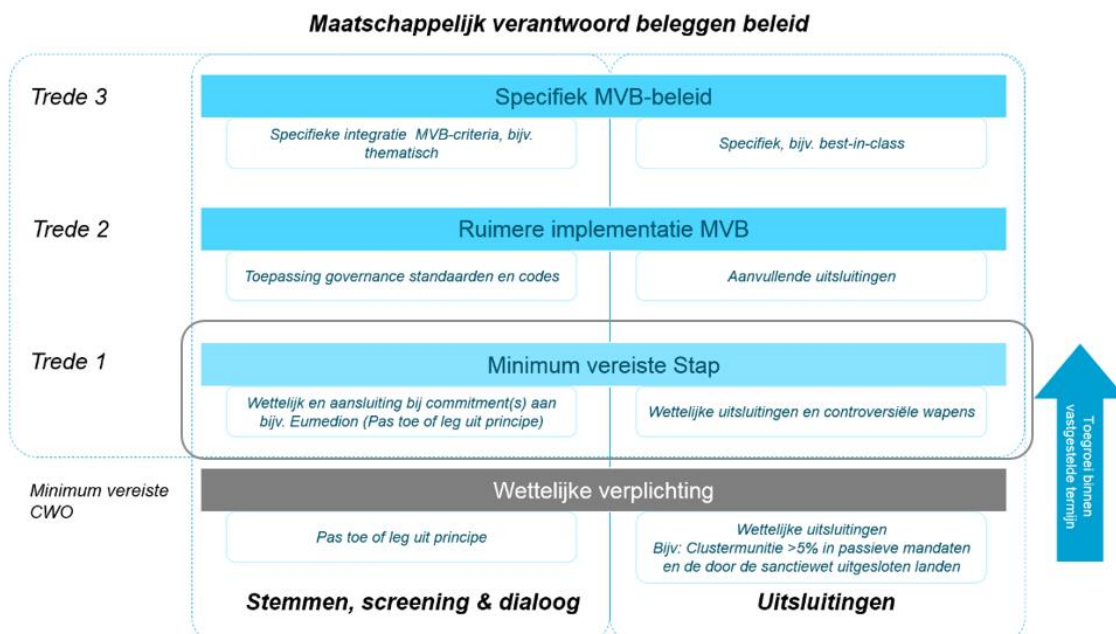 Maatschappelijk verantwoord beleggen beleid
Trede 3
Specifiek MVB-beleid
Specifieke integratie MVB-criteria, bijv.
thematisch
Specifiek, bijv. best-in-class
Trede 2
Ruimere implementatie MVB
Toepassing governance standaarden en codes
Aanvullende uitsluitingen
Trede 1
Minimum vereiste Stap
Wettelijk en aansluiting bij commitment(s) aan
bijv. Eumedion (Pas toe of leg uit principe)
Wettelijke uitsluitingen en controversiële wapens
Toegroei binnen
vastgestelde termijn
Minimum vereiste
CWO
Wettelijke verplichting
Pas toe of leg uit principe
Wettelijke uitsluitingen
Bijv: Clustermunitie >5% in passieve mandaten
en de door de sanctiewet uitgesloten landen
Stemmen, screening & dialoog
Uitsluitingen